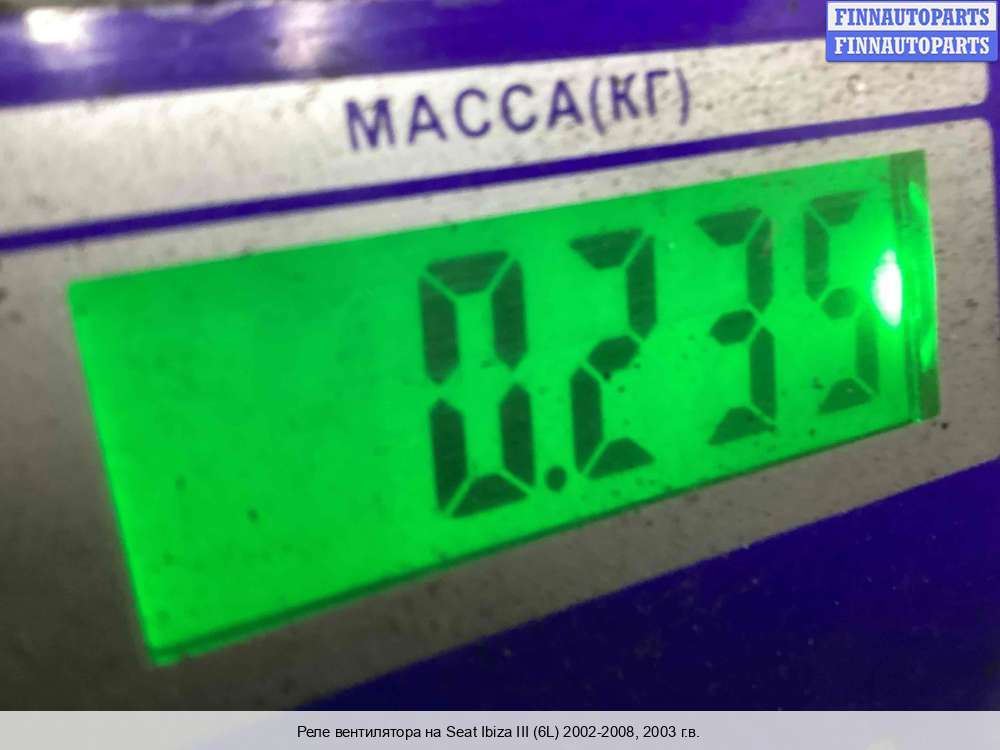 FINNAUTOPARTS
FINNAUTOPARTS
МАССА(КГ)
0.235
Реле вентилятора на Seat Ibiza III (6L) 2002-2008, 2003 г.в.